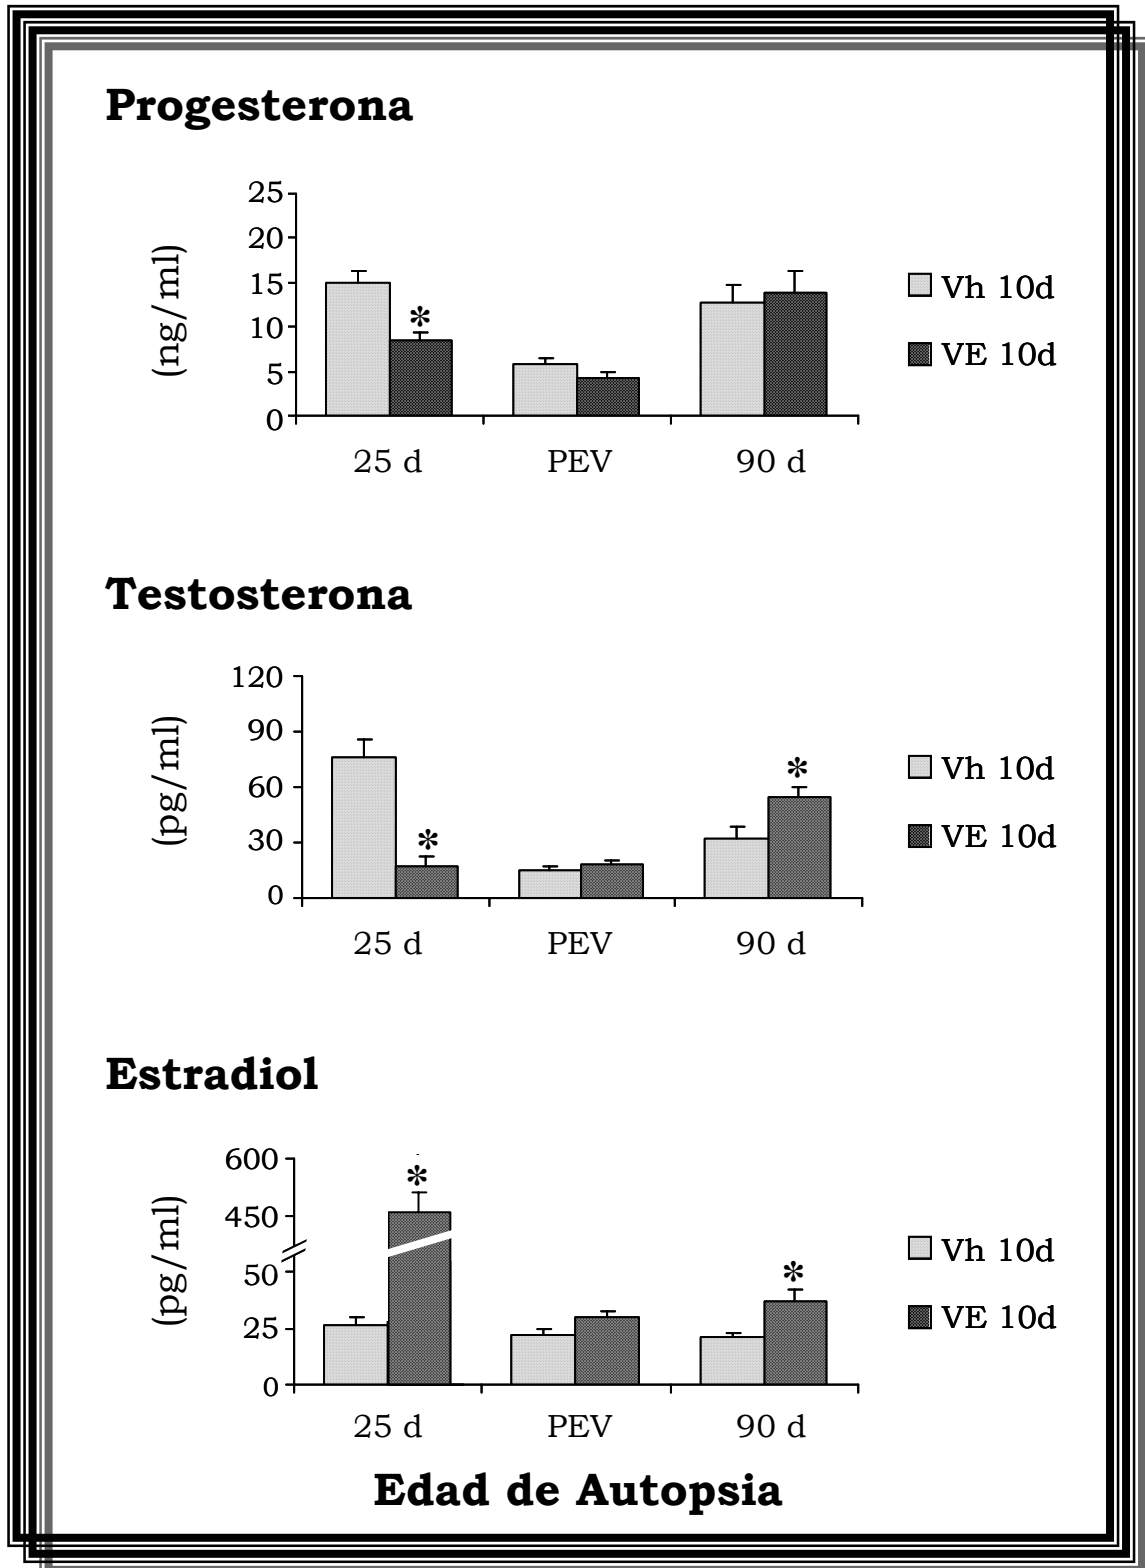 Progesterona
(ng/ml)
25
20
15
10
5
0
*
25 d PEV 90 d
Vh 10d
VE 10d
Testosterona
(pg/ml)
120
90
60
30
0
*
*
25 d PEV 90 d
Vh 10d
VE 10d
Estradiol
(pg/ml)
600
450
50
25
0
*
*
25 d PEV 90 d
Vh 10d
VE 10d
Edad de Autopsia